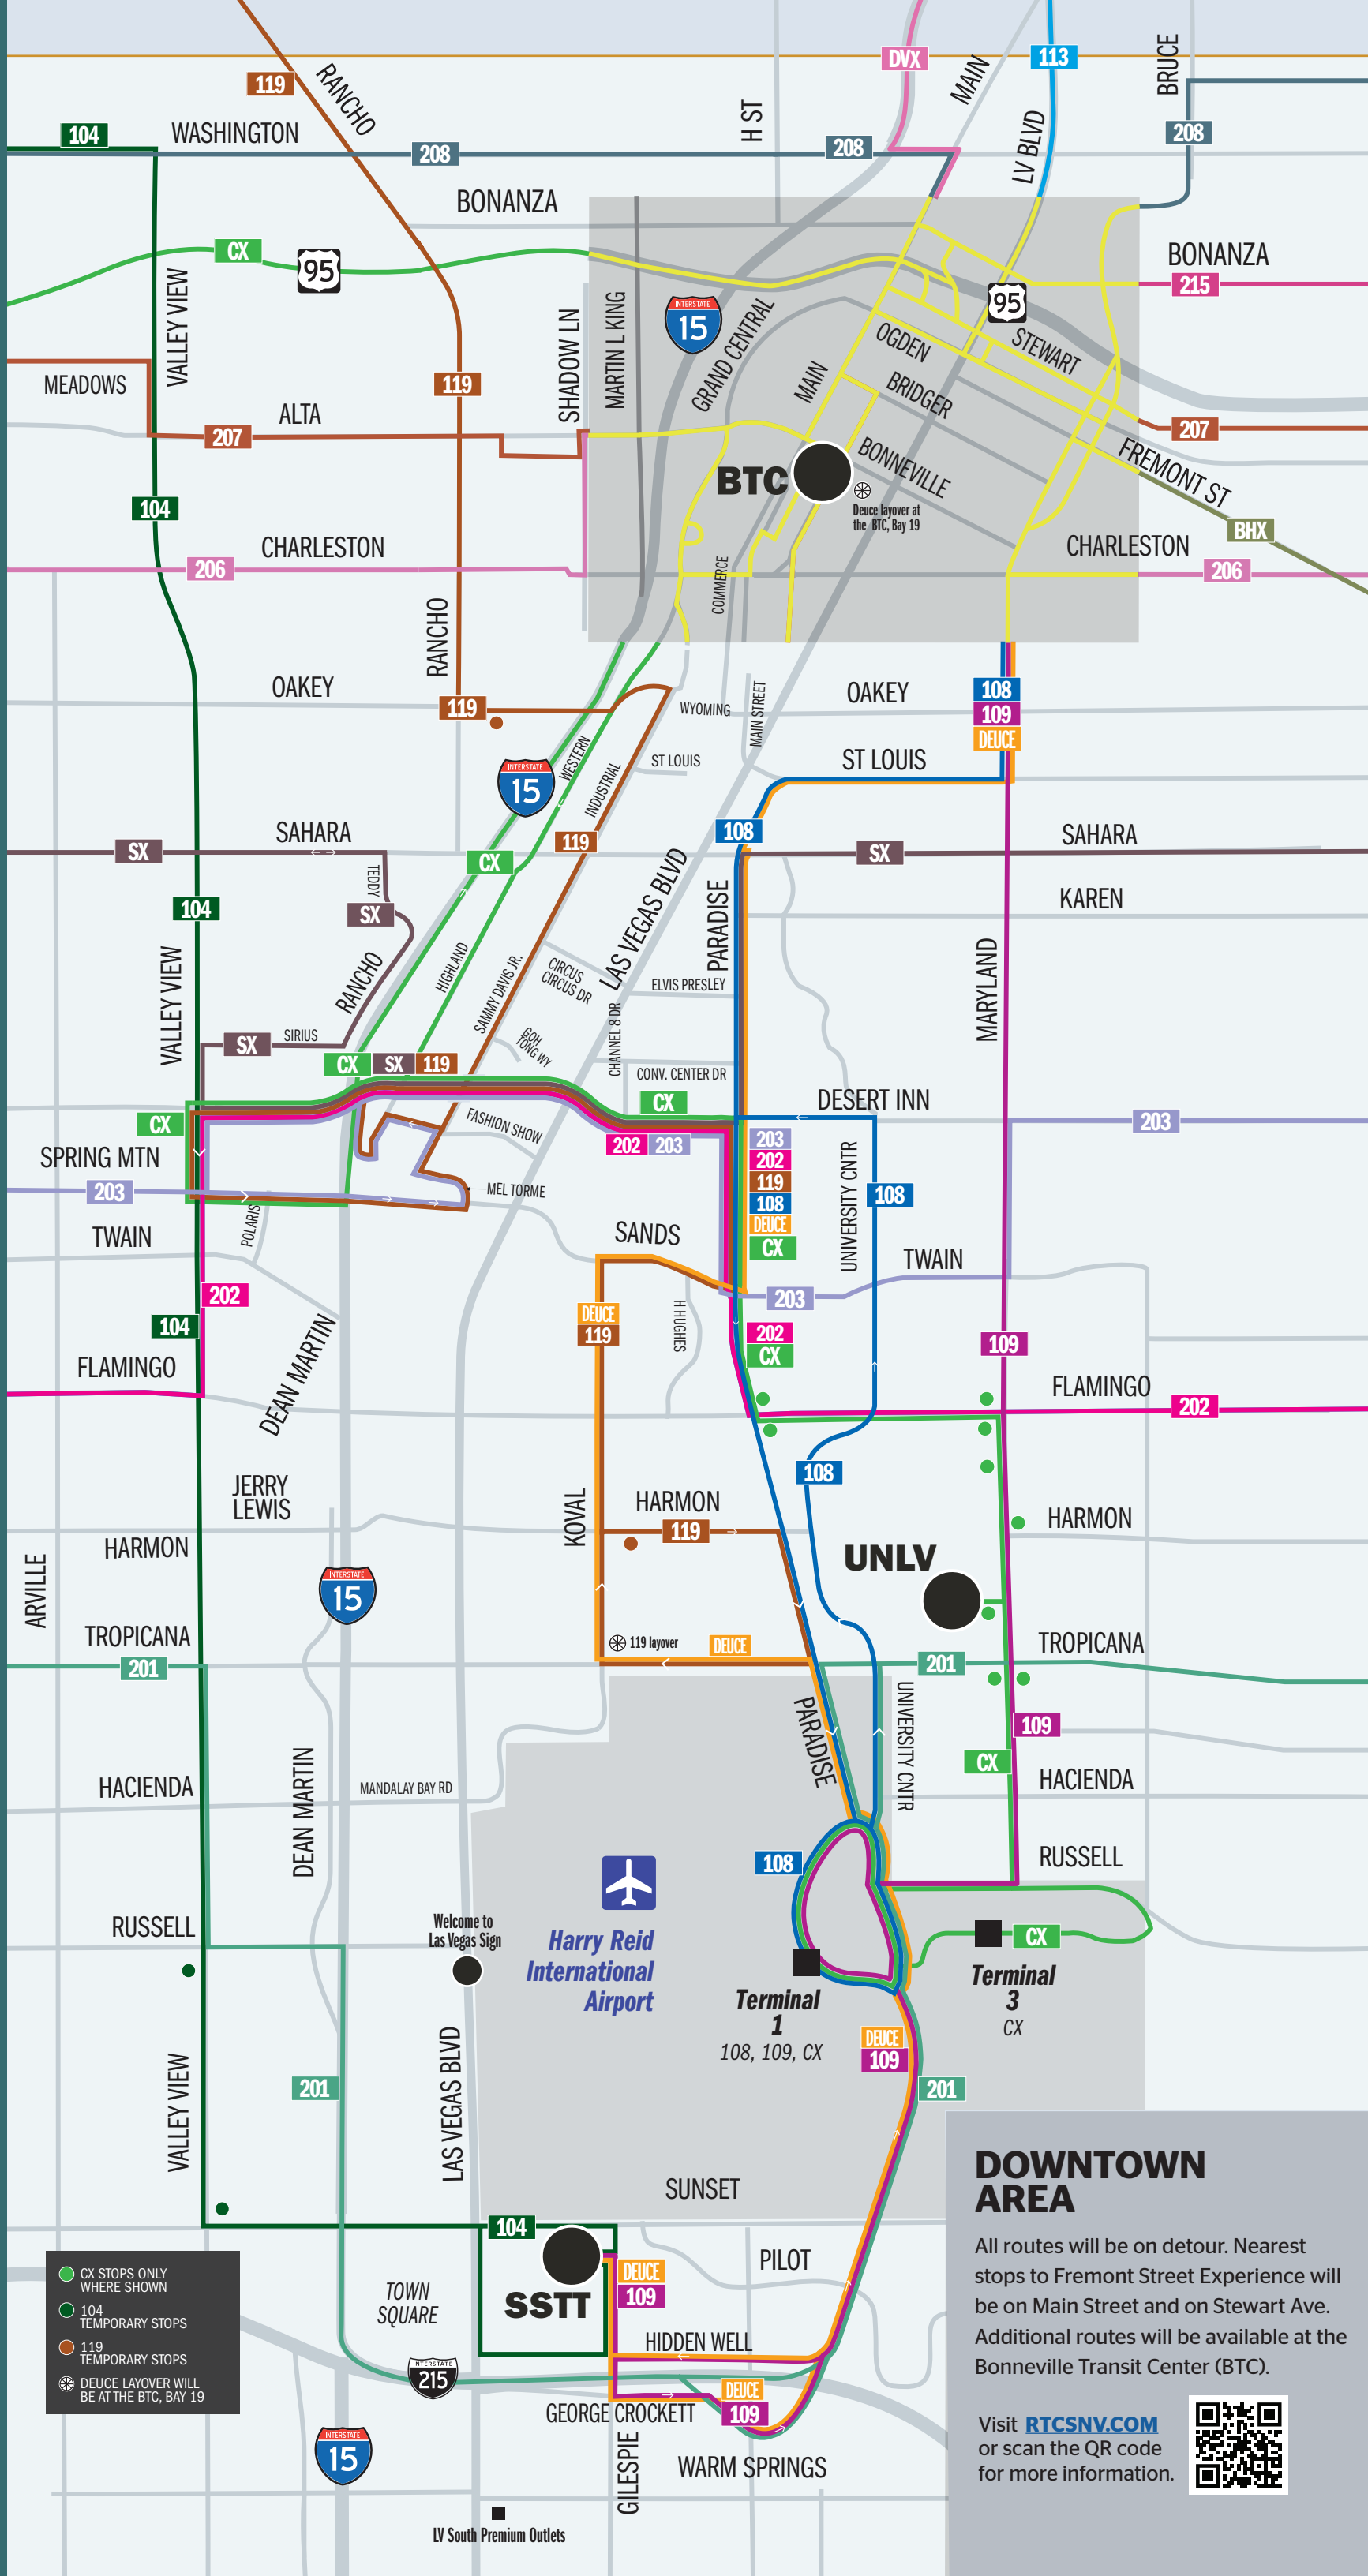 DVX
MAIN
113
BRUCE
119
RANCHO
H ST
104
WASHINGTON
208
208
LV BLVD
208
BONANZA
CX
95
BONANZA
215
VALLEY VIEW
SHADOW LN
MARTIN L KING
INTERSTATE
15
GRAND CENTRAL
95
OGDEN
STEWART
MAIN
BRIDGER
MEADOWS
119
ALTA
207
207
BTC
BONNEVILLE
FREMONT ST
Deuce layover at
the BTC, Bay 19
104
BHX
CHARLESTON
206
CHARLESTON
206
COMMERCE
RANCHO
OAKEY
119
WYOMING
MAIN STREET
OAKEY
108
109
DEUCE
INTERSTATE
15
WESTERN
INDUSTRIAL
ST LOUIS
ST LOUIS
SX
SAHARA
119
108
SX
SAHARA
CX
TEDDY
SX
104
LAS VEGAS BLVD
PARADISE
KAREN
VALLEY VIEW
RANCHO
HIGHLAND
SAMMY DAVIS JR.
CIRCUS
CIRCUS DR
ELVIS PRESLEY
MARYLAND
SX
SIRIUS
GOH
TONG WY
CHANNEL 8 DR
CX
SX
119
CONV. CENTER DR
CX
DESERT INN
CX
FASHION SHOW
202
203
203
202
119
108
DEUCE
CX
203
SPRING MTN
203
MEL TORME
UNIVERSITY CNTR
108
TWAIN
POLARIS
SANDS
TWAIN
202
203
104
DEUCE
119
H HUGHES
202
CX
109
FLAMINGO
DEAN MARTIN
FLAMINGO
202
JERRY
LEWIS
108
KOVAL
HARMON
119
HARMON
HARMON
ARVILLE
INTERSTATE
15
UNLV
TROPICANA
201
119 layover
DEUCE
201
TROPICANA
PARADISE
UNIVERSITY CNTR
109
CX
HACIENDA
DEAN MARTIN
MANDALAY BAY RD
HACIENDA
108
RUSSELL
RUSSELL
Welcome to
Las Vegas Sign
Harry Reid
International
Airport
CX
Terminal
1
108, 109, CX
Terminal
3
CX
VALLEY VIEW
201
LAS VEGAS BLVD
DEUCE
109
201
SUNSET
104
SSTT
DEUCE
109
PILOT
TOWN
SQUARE
HIDDEN WELL
INTERSTATE
215
GEORGE CROCKETT
DEUCE
109
INTERSTATE
15
GILESPIE
WARM SPRINGS
LV South Premium Outlets
CX STOPS ONLY
WHERE SHOWN
104
TEMPORARY STOPS
119
TEMPORARY STOPS
DEUCE LAYOVER WILL
BE AT THE BTC, BAY 19
DOWNTOWN
AREA
All routes will be on detour. Nearest
stops to Fremont Street Experience will
be on Main Street and on Stewart Ave.
Additional routes will be available at the
Bonneville Transit Center (BTC).
Visit RTCSNV.COM
or scan the QR code
for more information.